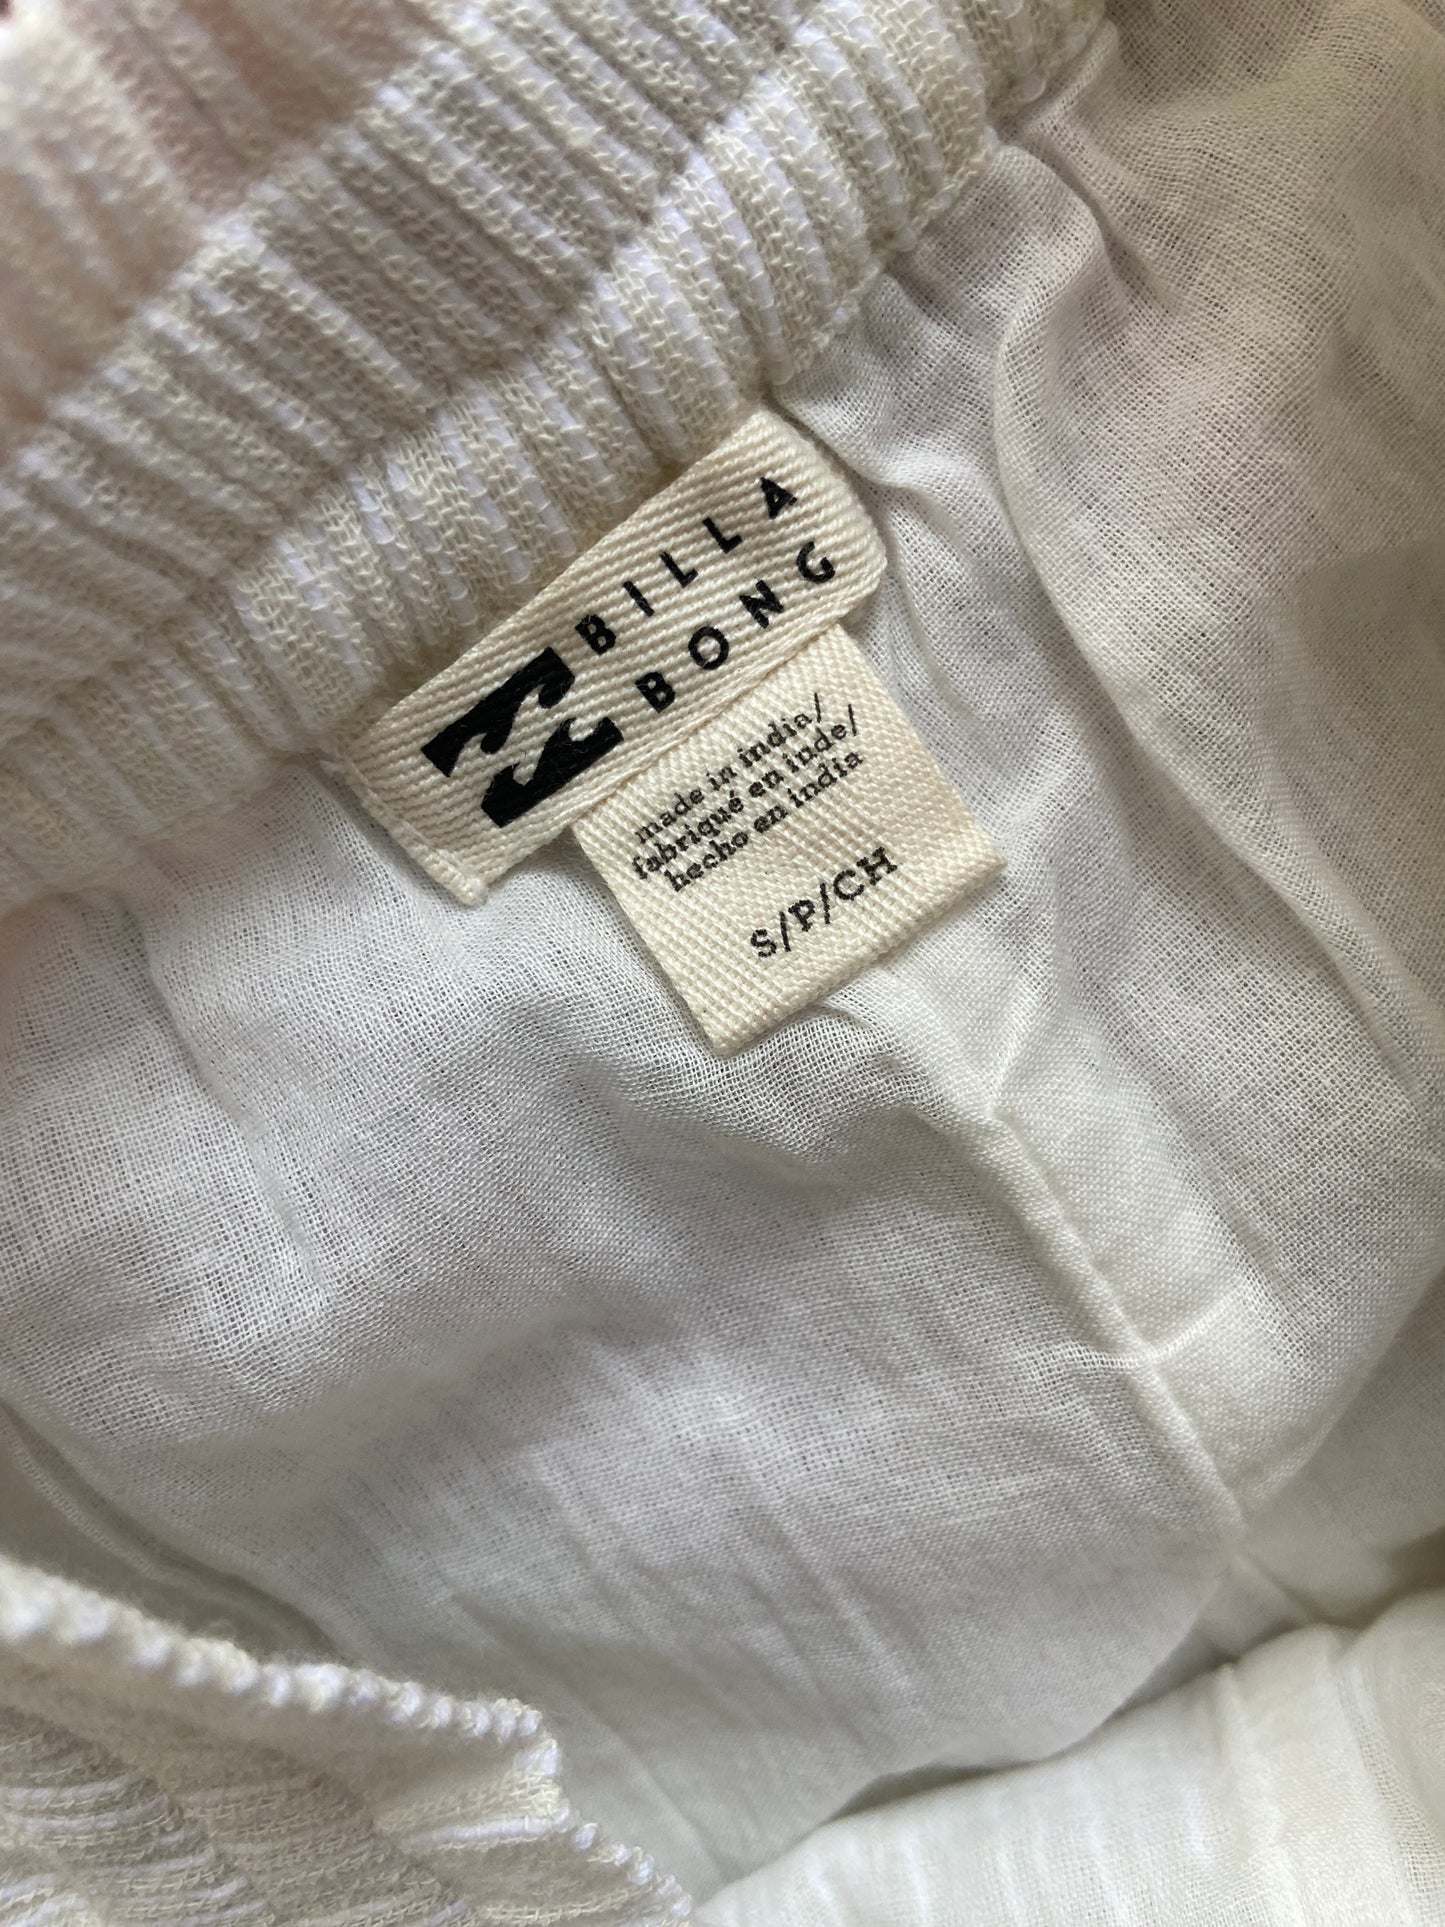 BILLA
BONG
made in india/
fabriqué en inde/
hecho en india
S/P/CH